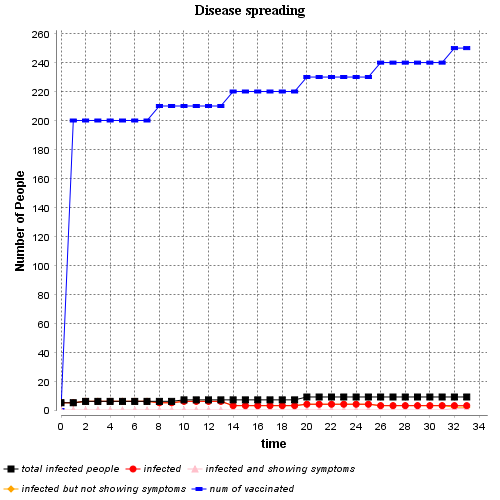 Disease spreading
Number of People
260
240
220
200
180
160
140
120
100
80
60
40
20
0
0 2 4 6 8 10 12 14 16 18 20 22 24 26 28 30 32 34
time
total infected people infected infected and showing symptoms
infected but not showing symptoms num of vaccinated